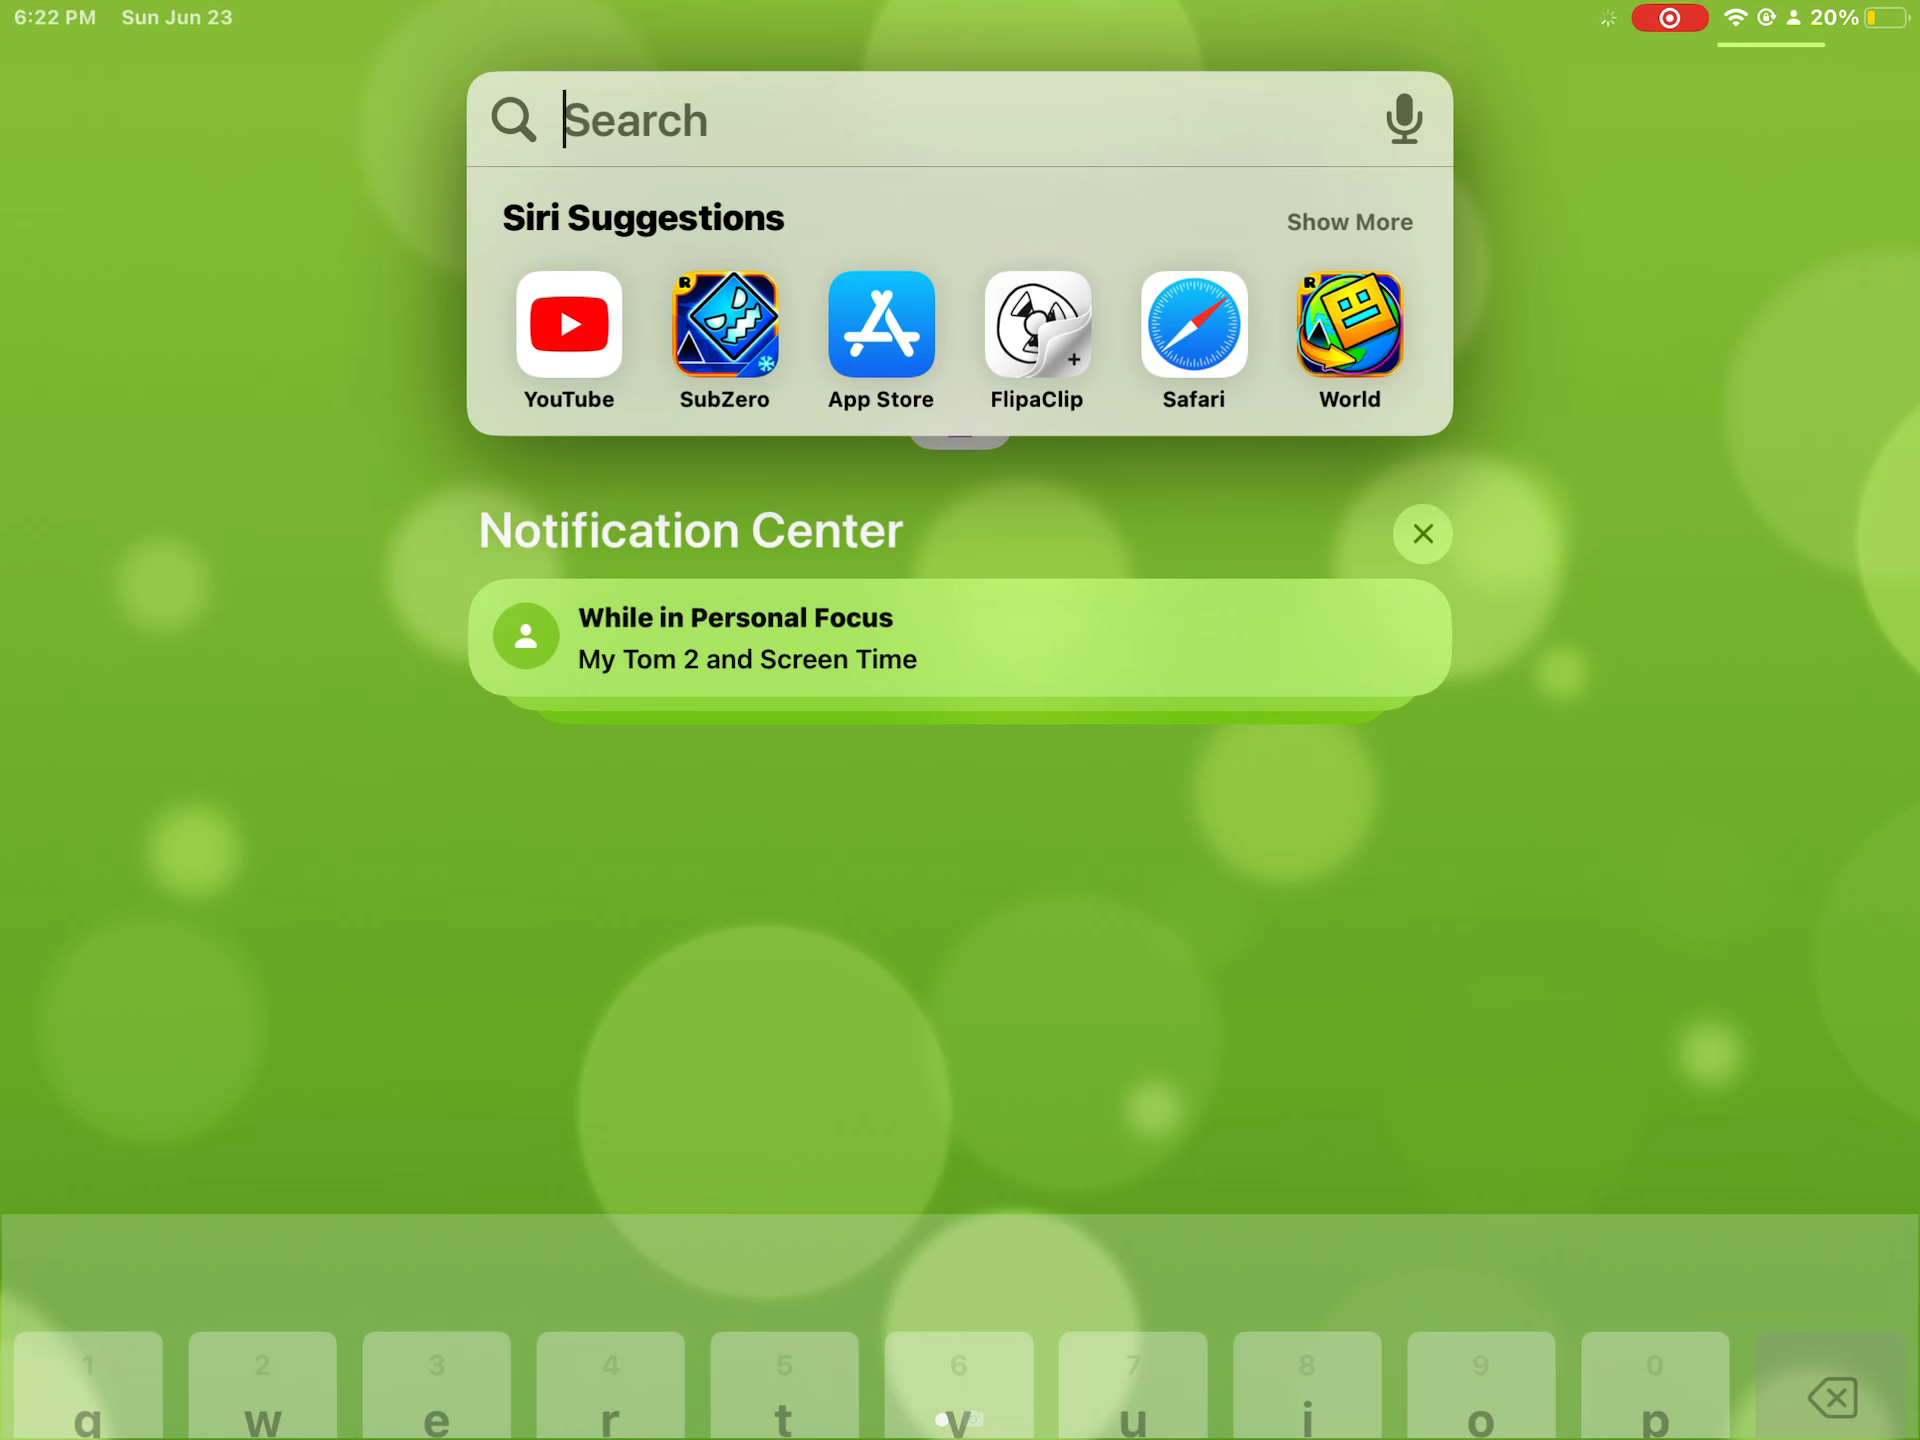 6:22 PM Sun Jun 23
20%
Search
Siri Suggestions
Show More
YouTube SubZero App Store FlipaClip Safari World
Notification Center
While in Personal Focus
My Tom 2 and Screen Time
1 2 3 4 5 6 7 8 9 0
q w e r t y u i o p